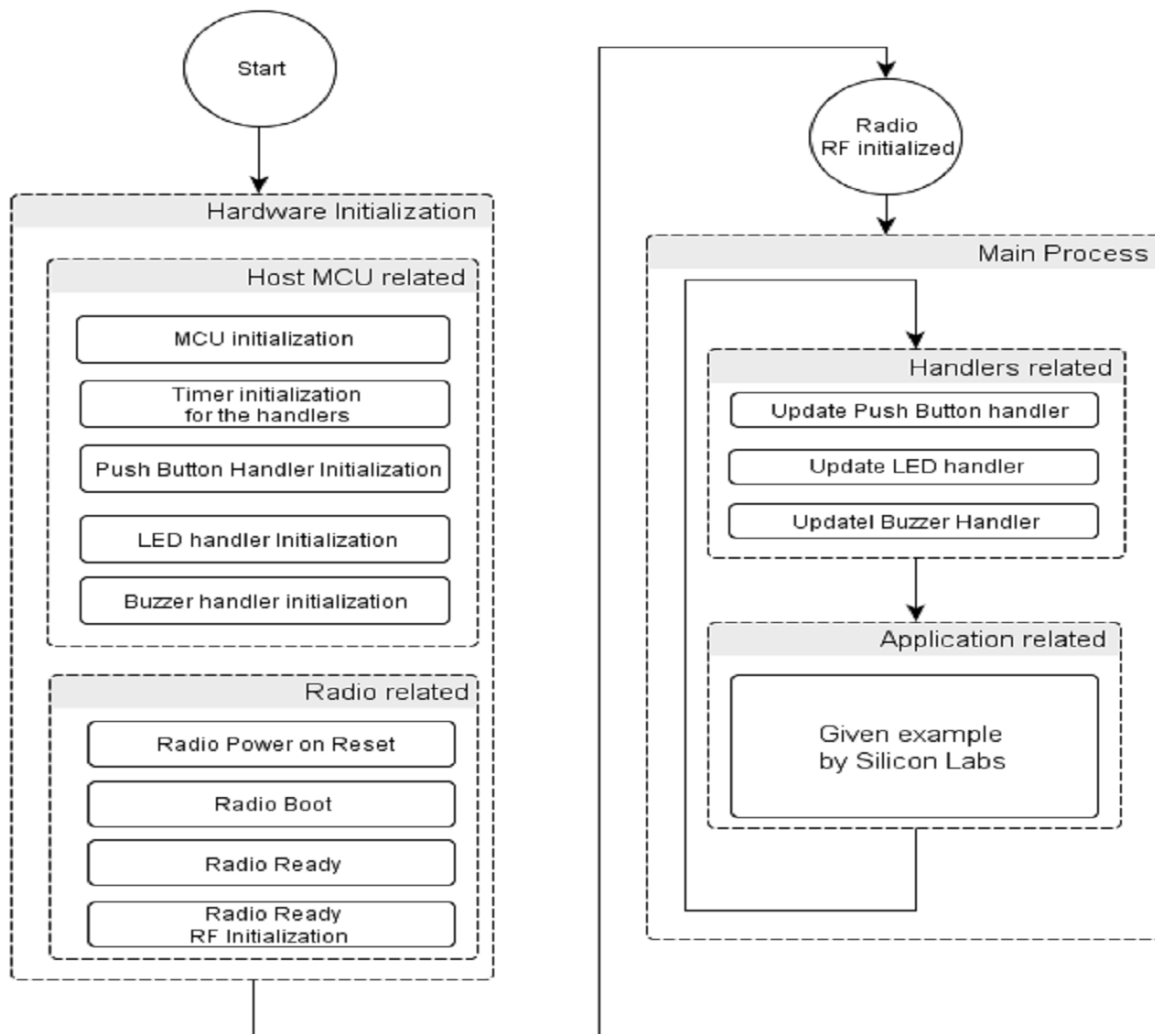 Start
Hardware Initialization
Host MCU related
MCU initialization
Timer initialization
for the handlers
Push Button Handler Initialization
LED handler Initialization
Buzzer handler initialization
Radio related
Radio Power on Reset
Radio Boot
Radio Ready
Radio Ready
RF Initialization
Radio
RF initialized
Main Process
Handlers related
Update Push Button handler
Update LED handler
Updatel Buzzer Handler
Application related
Given example
by Silicon Labs